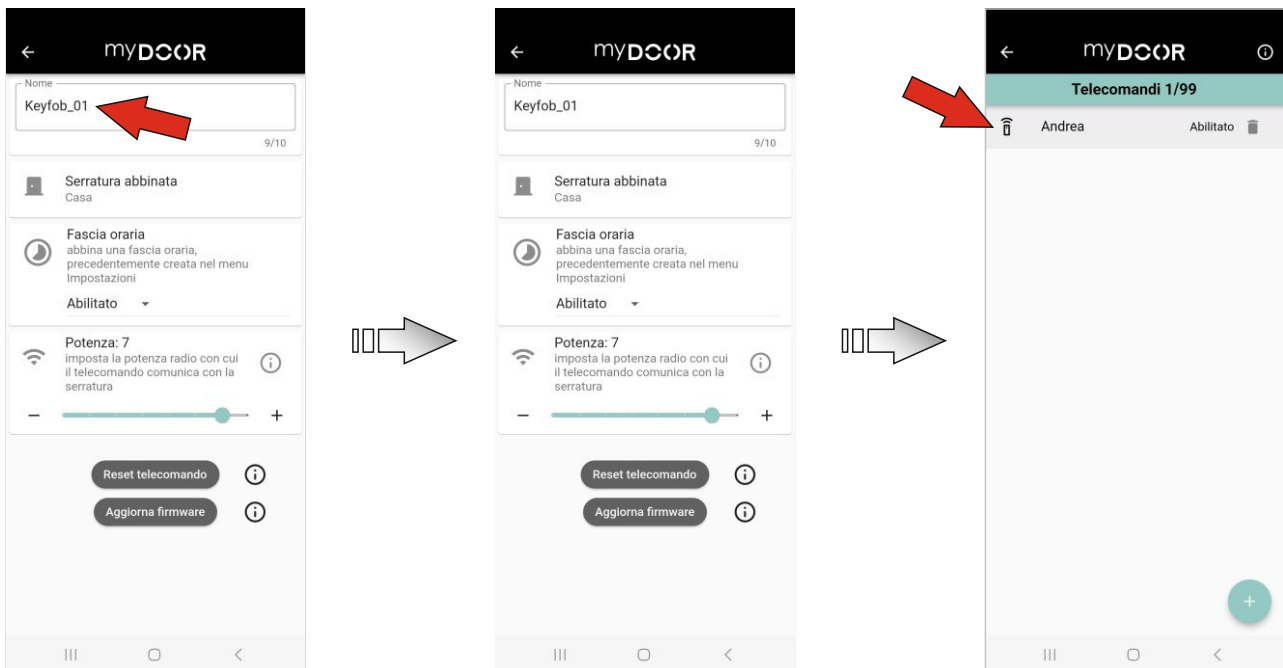 myDOOR
Nome
Keyfob_01
9/10
Serratura abbinata
Casa
Fascia oraria
abbina una fascia oraria,
precedentemente creata nel menu
Impostazioni
Abilitato
Potenza: 7
imposta la potenza radio con cui
il telecomando comunica con la
serratura
Reset telecomando
Aggiorna firmware
myDOOR
Nome
Keyfob_01
9/10
Serratura abbinata
Casa
Fascia oraria
abbina una fascia oraria,
precedentemente creata nel menu
Impostazioni
Abilitato
Potenza: 7
imposta la potenza radio con cui
il telecomando comunica con la
serratura
Reset telecomando
Aggiorna firmware
myDOOR
Telecomandi 1/99
Andrea Abilitato